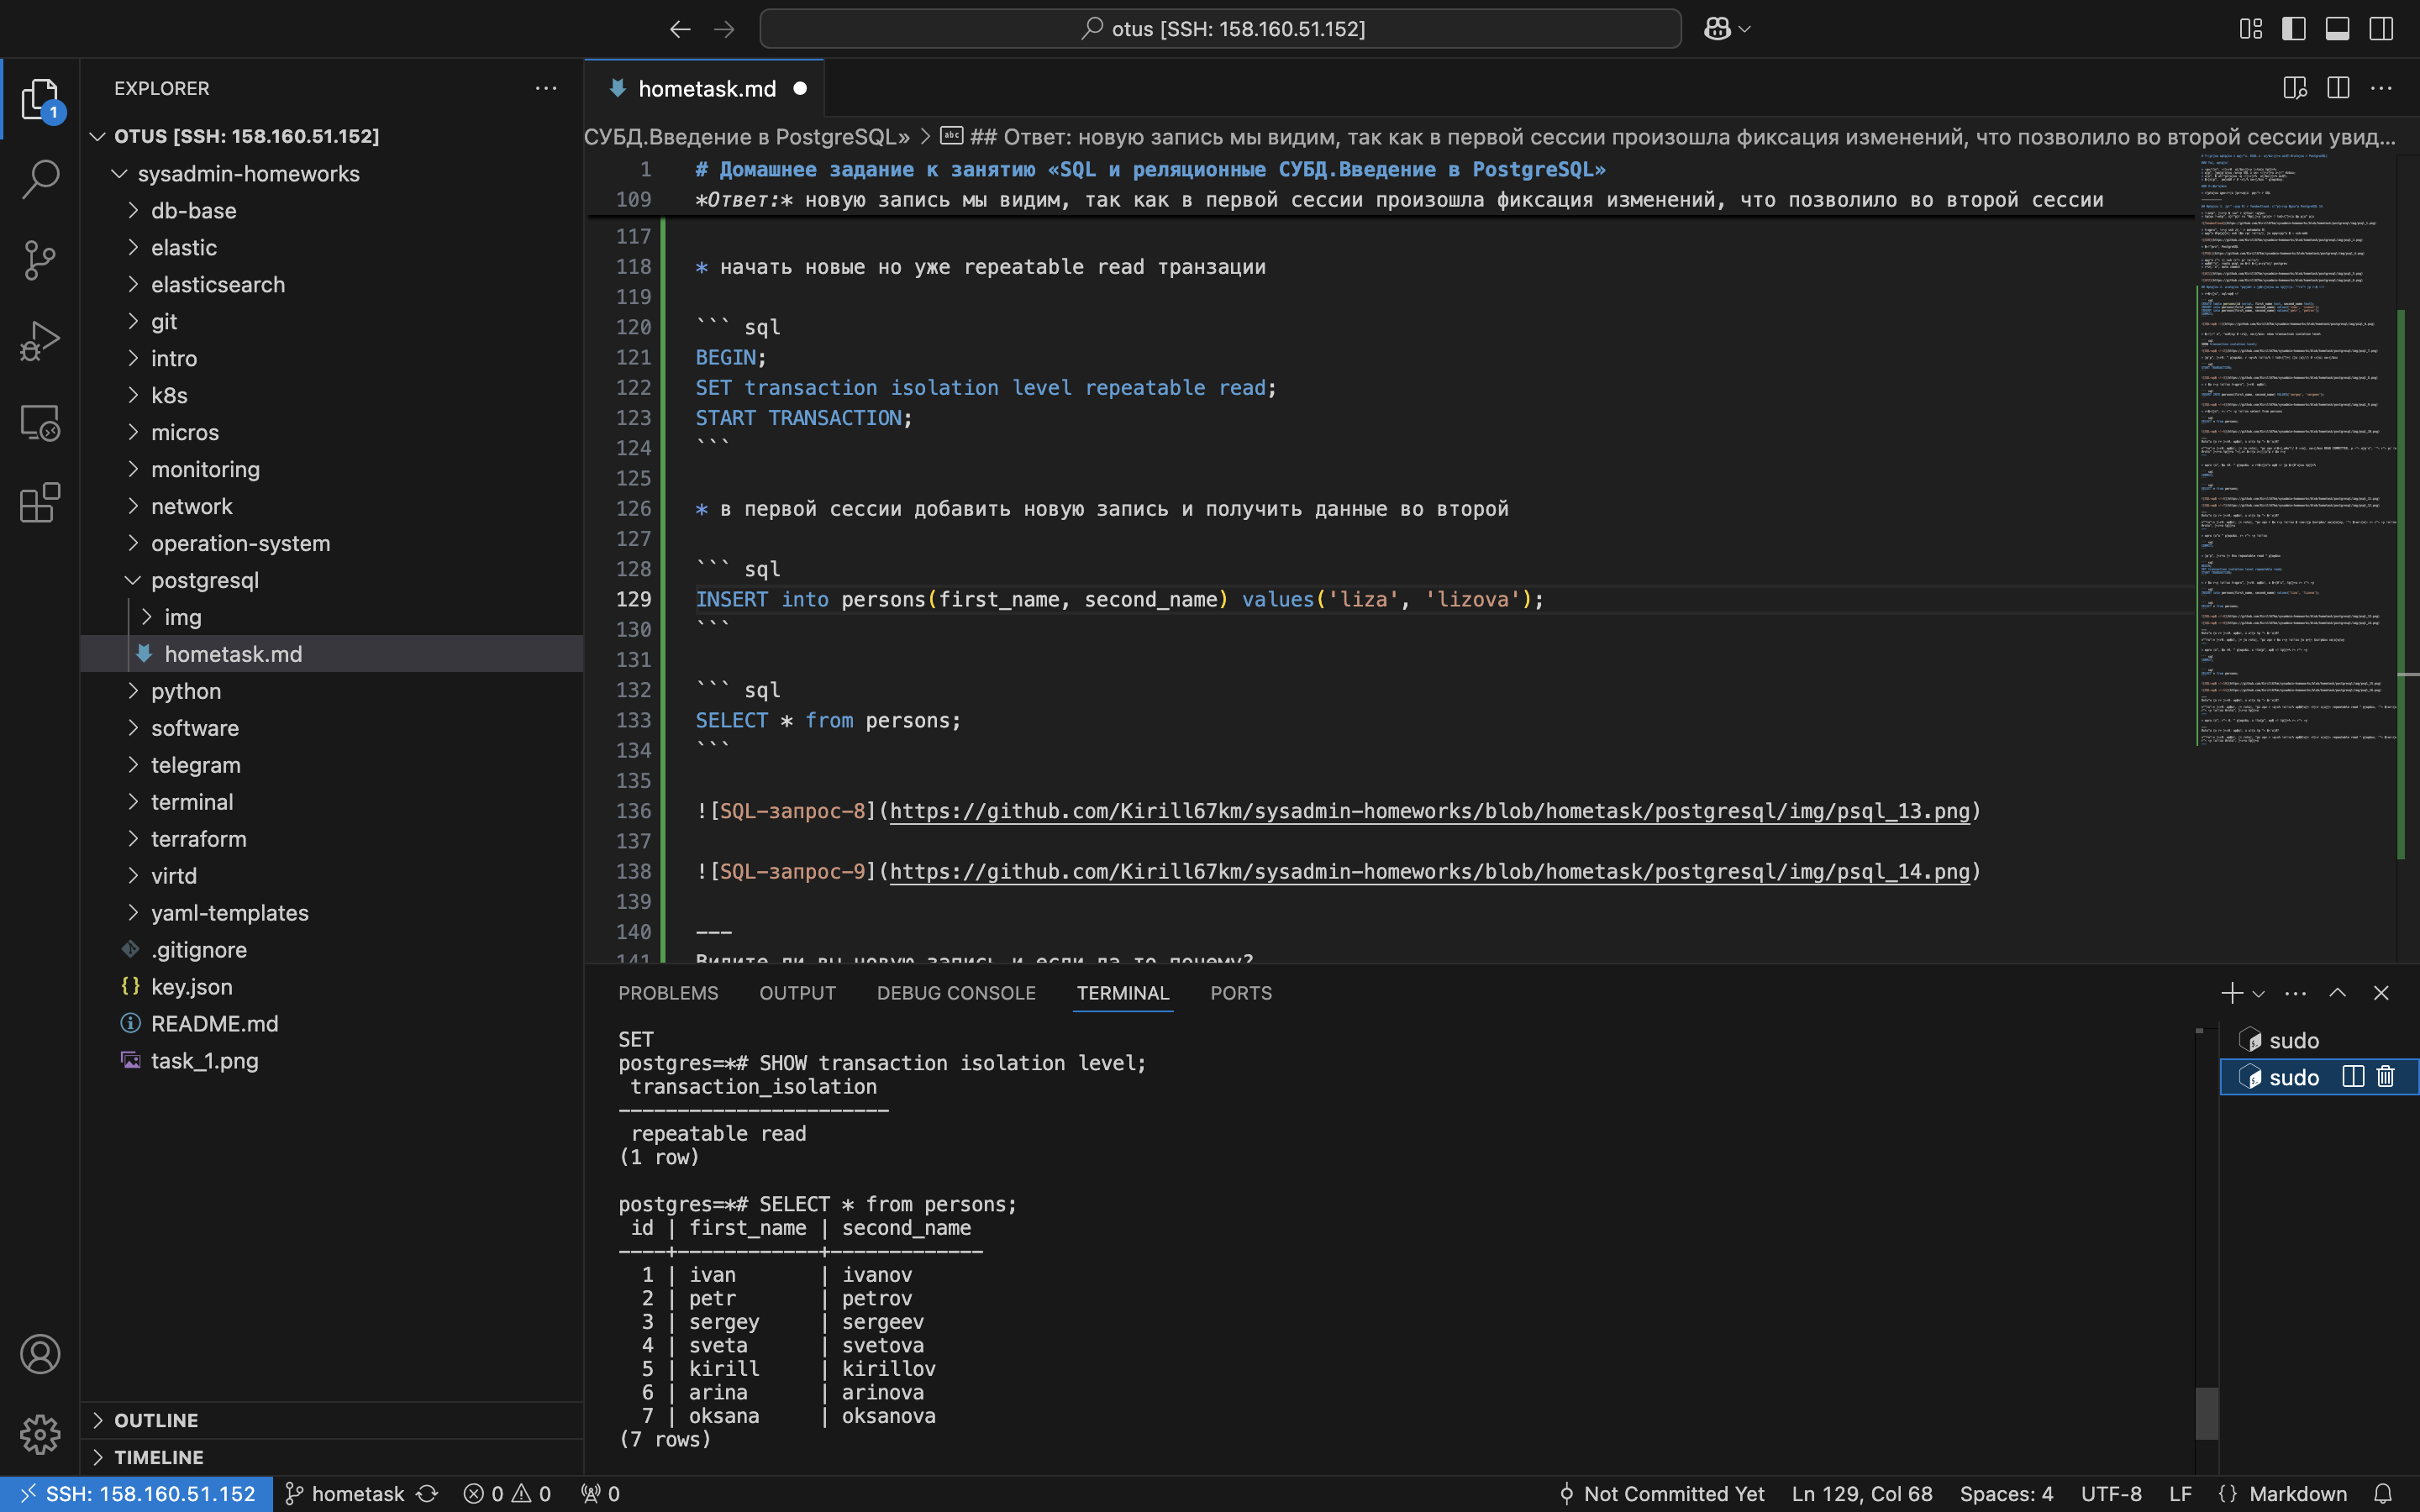 otus [SSH: 158.160.51.152]
EXPLORER
1
OTUS [SSH: 158.160.51.152]
sysadmin-homeworks
db-base
elastic
elasticsearch
git
intro
k8s
micros
monitoring
network
operation-system
postgresql
img
hometask.md
python
software
telegram
terminal
terraform
virtd
yaml-templates
.gitignore
key.json
README.md
task_1.png
OUTLINE
TIMELINE
hometask.md
СУБД.Введение в PostgreSQL» > ## Ответ: новую запись мы видим, так как в первой сессии произошла фиксация изменений, что позволило во второй сессии увид...
1 # Домашнее задание к занятию «SQL и реляционные СУБД.Введение в PostgreSQL»
109 *Ответ:* новую запись мы видим, так как в первой сессии произошла фиксация изменений, что позволило во второй сессии
117
118 * начать новые но уже repeatable read транзации
119
120 ``` sql
121 BEGIN;
122 SET transaction isolation level repeatable read;
123 START TRANSACTION;
124 ```
125
126 * в первой сессии добавить новую запись и получить данные во второй
127
128 ``` sql
129 INSERT into persons(first_name, second_name) values('liza', 'lizova');
130 ```
131
132 ``` sql
133 SELECT * from persons;
134 ```
135
136 ![SQL-запрос-8](https://github.com/Kirill67km/sysadmin-homeworks/blob/hometask/postgresql/img/psql_13.png)
137
138 ![SQL-запрос-9](https://github.com/Kirill67km/sysadmin-homeworks/blob/hometask/postgresql/img/psql_14.png)
139
140 ---
141 Видите ли вы новую запись и если да то почему?
PROBLEMS OUTPUT DEBUG CONSOLE TERMINAL PORTS
SET
postgres=*# SHOW transaction isolation level;
transaction_isolation
-----------------------
repeatable read
(1 row)
postgres=*# SELECT * from persons;
id | first_name | second_name
----+------------+-------------
1 | ivan | ivanov
2 | petr | petrov
3 | sergey | sergeev
4 | sveta | svetova
5 | kirill | kirillov
6 | arina | arinova
7 | oksana | oksanova
(7 rows)
sudo
sudo
SSH: 158.160.51.152 hometask 0 0 0 Not Committed Yet Ln 129, Col 68 Spaces: 4 UTF-8 LF {} Markdown